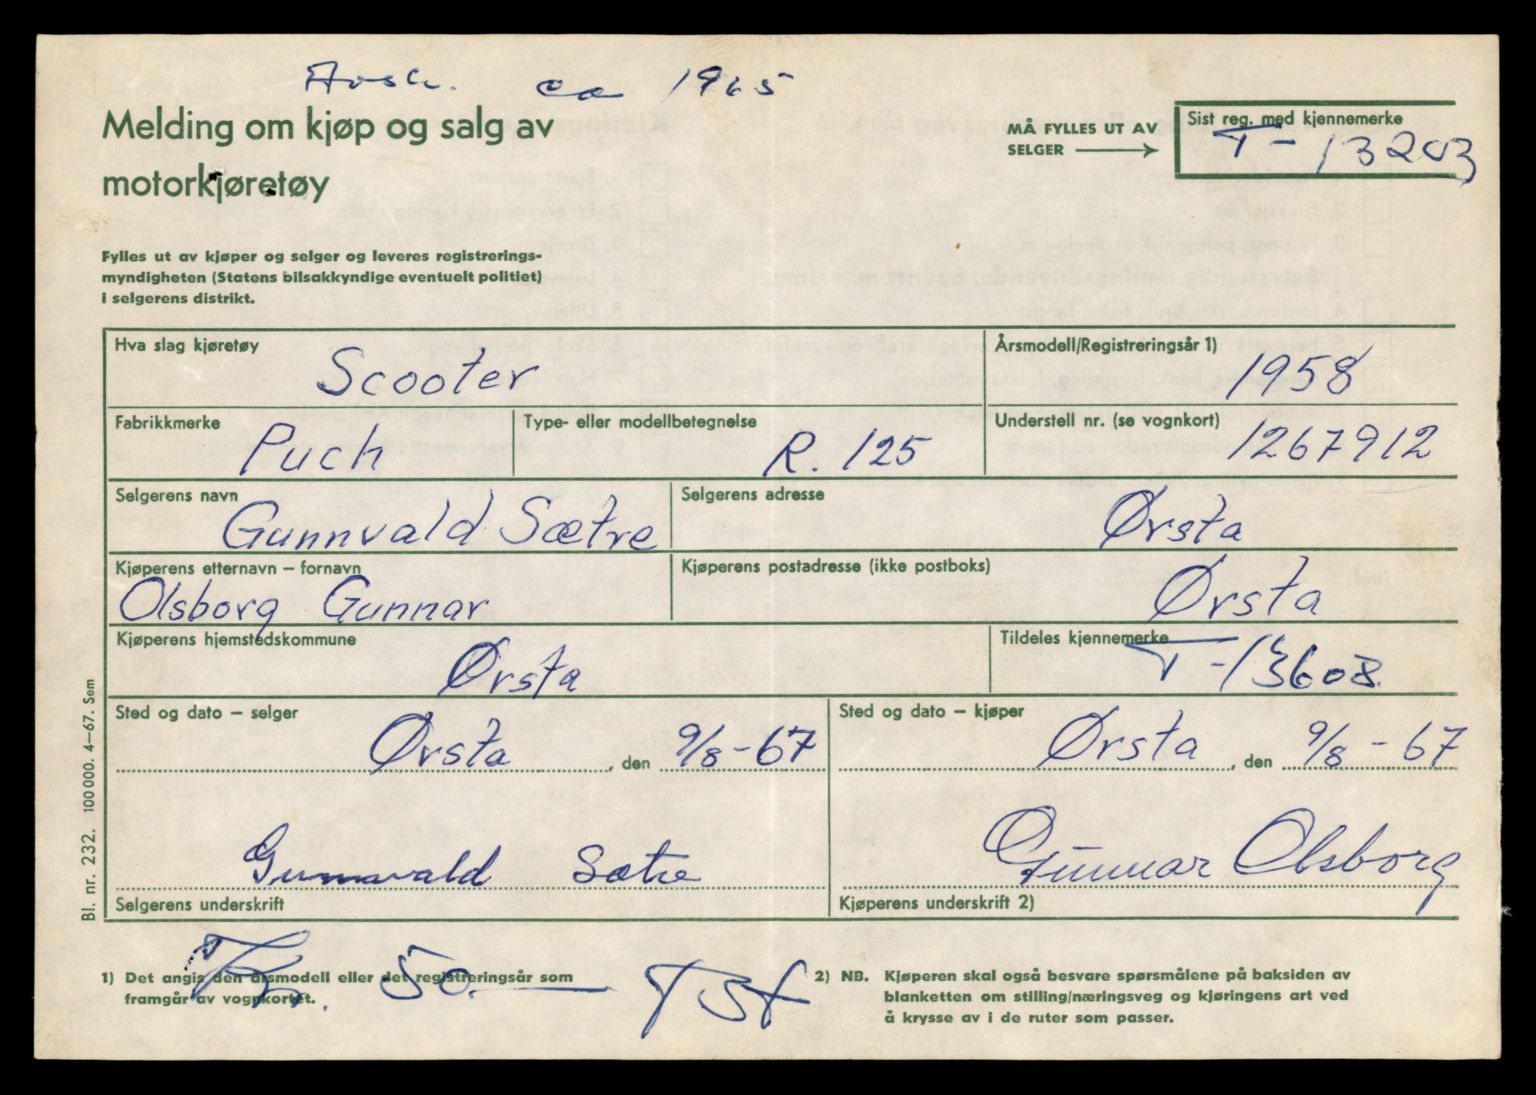 Avsk. ca 1965
Melding om kjøp og salg av
motorkjøretøy
MÅ FYLLES UT AV
SELGER
Sist reg. med kjennemerke
T-13203
Fylles ut av kjøper og selger og leveres registrerings-
myndigheten (Statens bilsakkyndige eventuelt politiet)
i selgerens distrikt.
Hva slag kjøretøy
Scooter
Årsmodell/Registreringsår 1)
1958
Fabrikkmerke
Puch
Type- eller modellbetegnelse
R. 125
Understell nr. (se vognkort)
1267912
Selgerens navn
Gunnvald Sætre
Selgerens adresse
Ørsta
Kjøperens etternavn – fornavn
Olsborg Gunnar
Kjøperens postadresse (ikke postboks)
Ørsta
Kjøperens hjemstedskommune
Ørsta
Tildeles kjennemerke
T-13608
Sted og dato – selger
Ørsta, den 9/8-67
Sted og dato – kjøper
Ørsta, den 9/8-67
Gunnvald Sætre
Selgerens underskrift
Gunnar Olsborg
Kjøperens underskrift 2)
Kr. 50.—
1) Det angis den årsmodell eller det registreringsår som
framgår av vognkortet.
2) NB. Kjøperen skal også besvare spørsmålene på baksiden av
blanketten om stilling/næringsveg og kjøringens art ved
å krysse av i de ruter som passer.
Bl. nr. 232. 100 000. 4–67. Sem